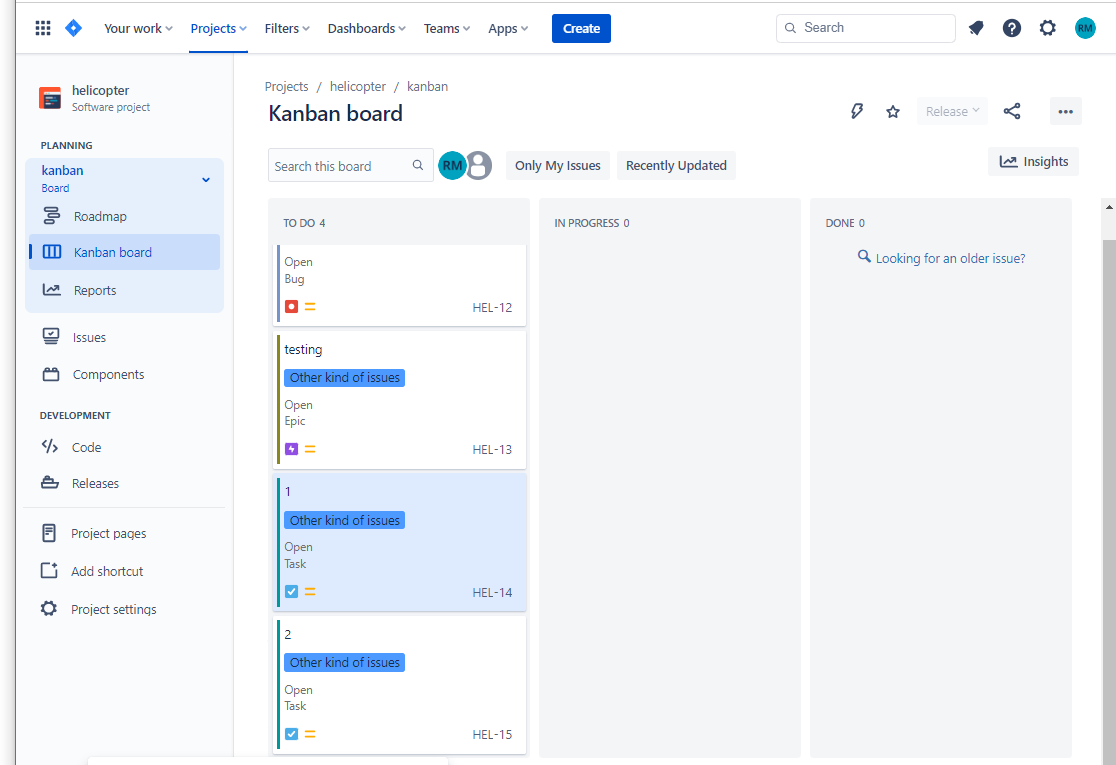 Your work Projects Filters Dashboards Teams Apps Create Search RM
helicopter
Software project
PLANNING
kanban
Board
Roadmap
Kanban board
Reports
Issues
Components
DEVELOPMENT
Code
Releases
Project pages
Add shortcut
Project settings
Projects / helicopter / kanban
Kanban board
Release
Search this board RM Only My Issues Recently Updated Insights
TO DO 4
Open
Bug
HEL-12
testing
Other kind of issues
Open
Epic
HEL-13
1
Other kind of issues
Open
Task
HEL-14
2
Other kind of issues
Open
Task
HEL-15
IN PROGRESS 0
DONE 0
Looking for an older issue?